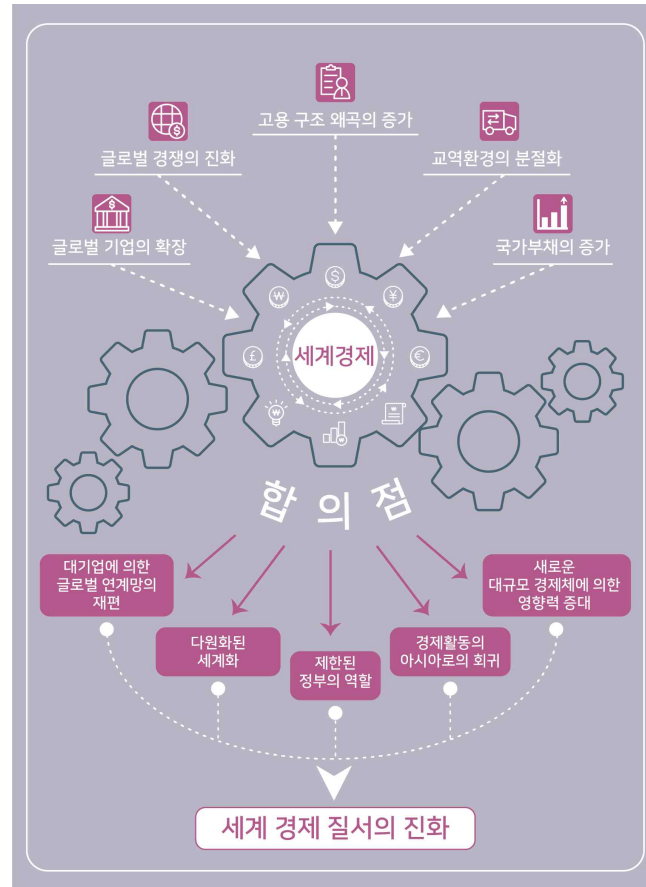 고용 구조 왜곡의 증가
글로벌 경쟁의 진화
교역환경의 분절화
글로벌 기업의 확장
국가부채의 증가
세계경제
합의점
대기업에 의한
글로벌 연계망의
재편
다원화된
세계화
제한된
정부의 역할
경제활동의
아시아로의 회귀
새로운
대규모 경제체에 의한
영향력 증대
세계 경제 질서의 진화